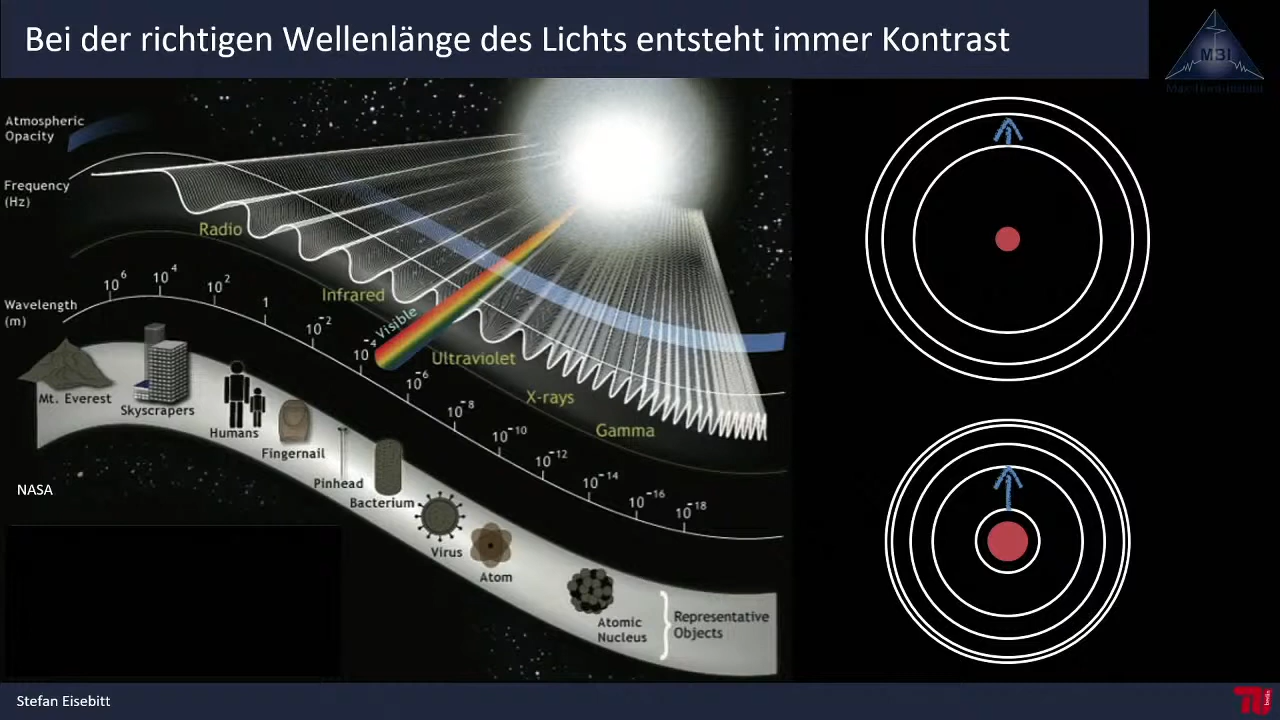 Bei der richtigen Wellenlänge des Lichts entsteht immer Kontrast
MBI
Atmospheric
Opacity
Frequency
(Hz)
Radio
Infrared
Visible
Ultraviolet
X-rays
Gamma
Wavelength
(m)
10⁶
10⁴
10²
1
10⁻²
10⁻⁴
10⁻⁶
10⁻⁸
10⁻¹⁰
10⁻¹²
10⁻¹⁴
10⁻¹⁶
10⁻¹⁸
Mt. Everest
Skyscrapers
Humans
Fingernail
Pinhead
Bacterium
Virus
Atom
Atomic
Nucleus
Representative
Objects
NASA
Stefan Eisebitt
berlin